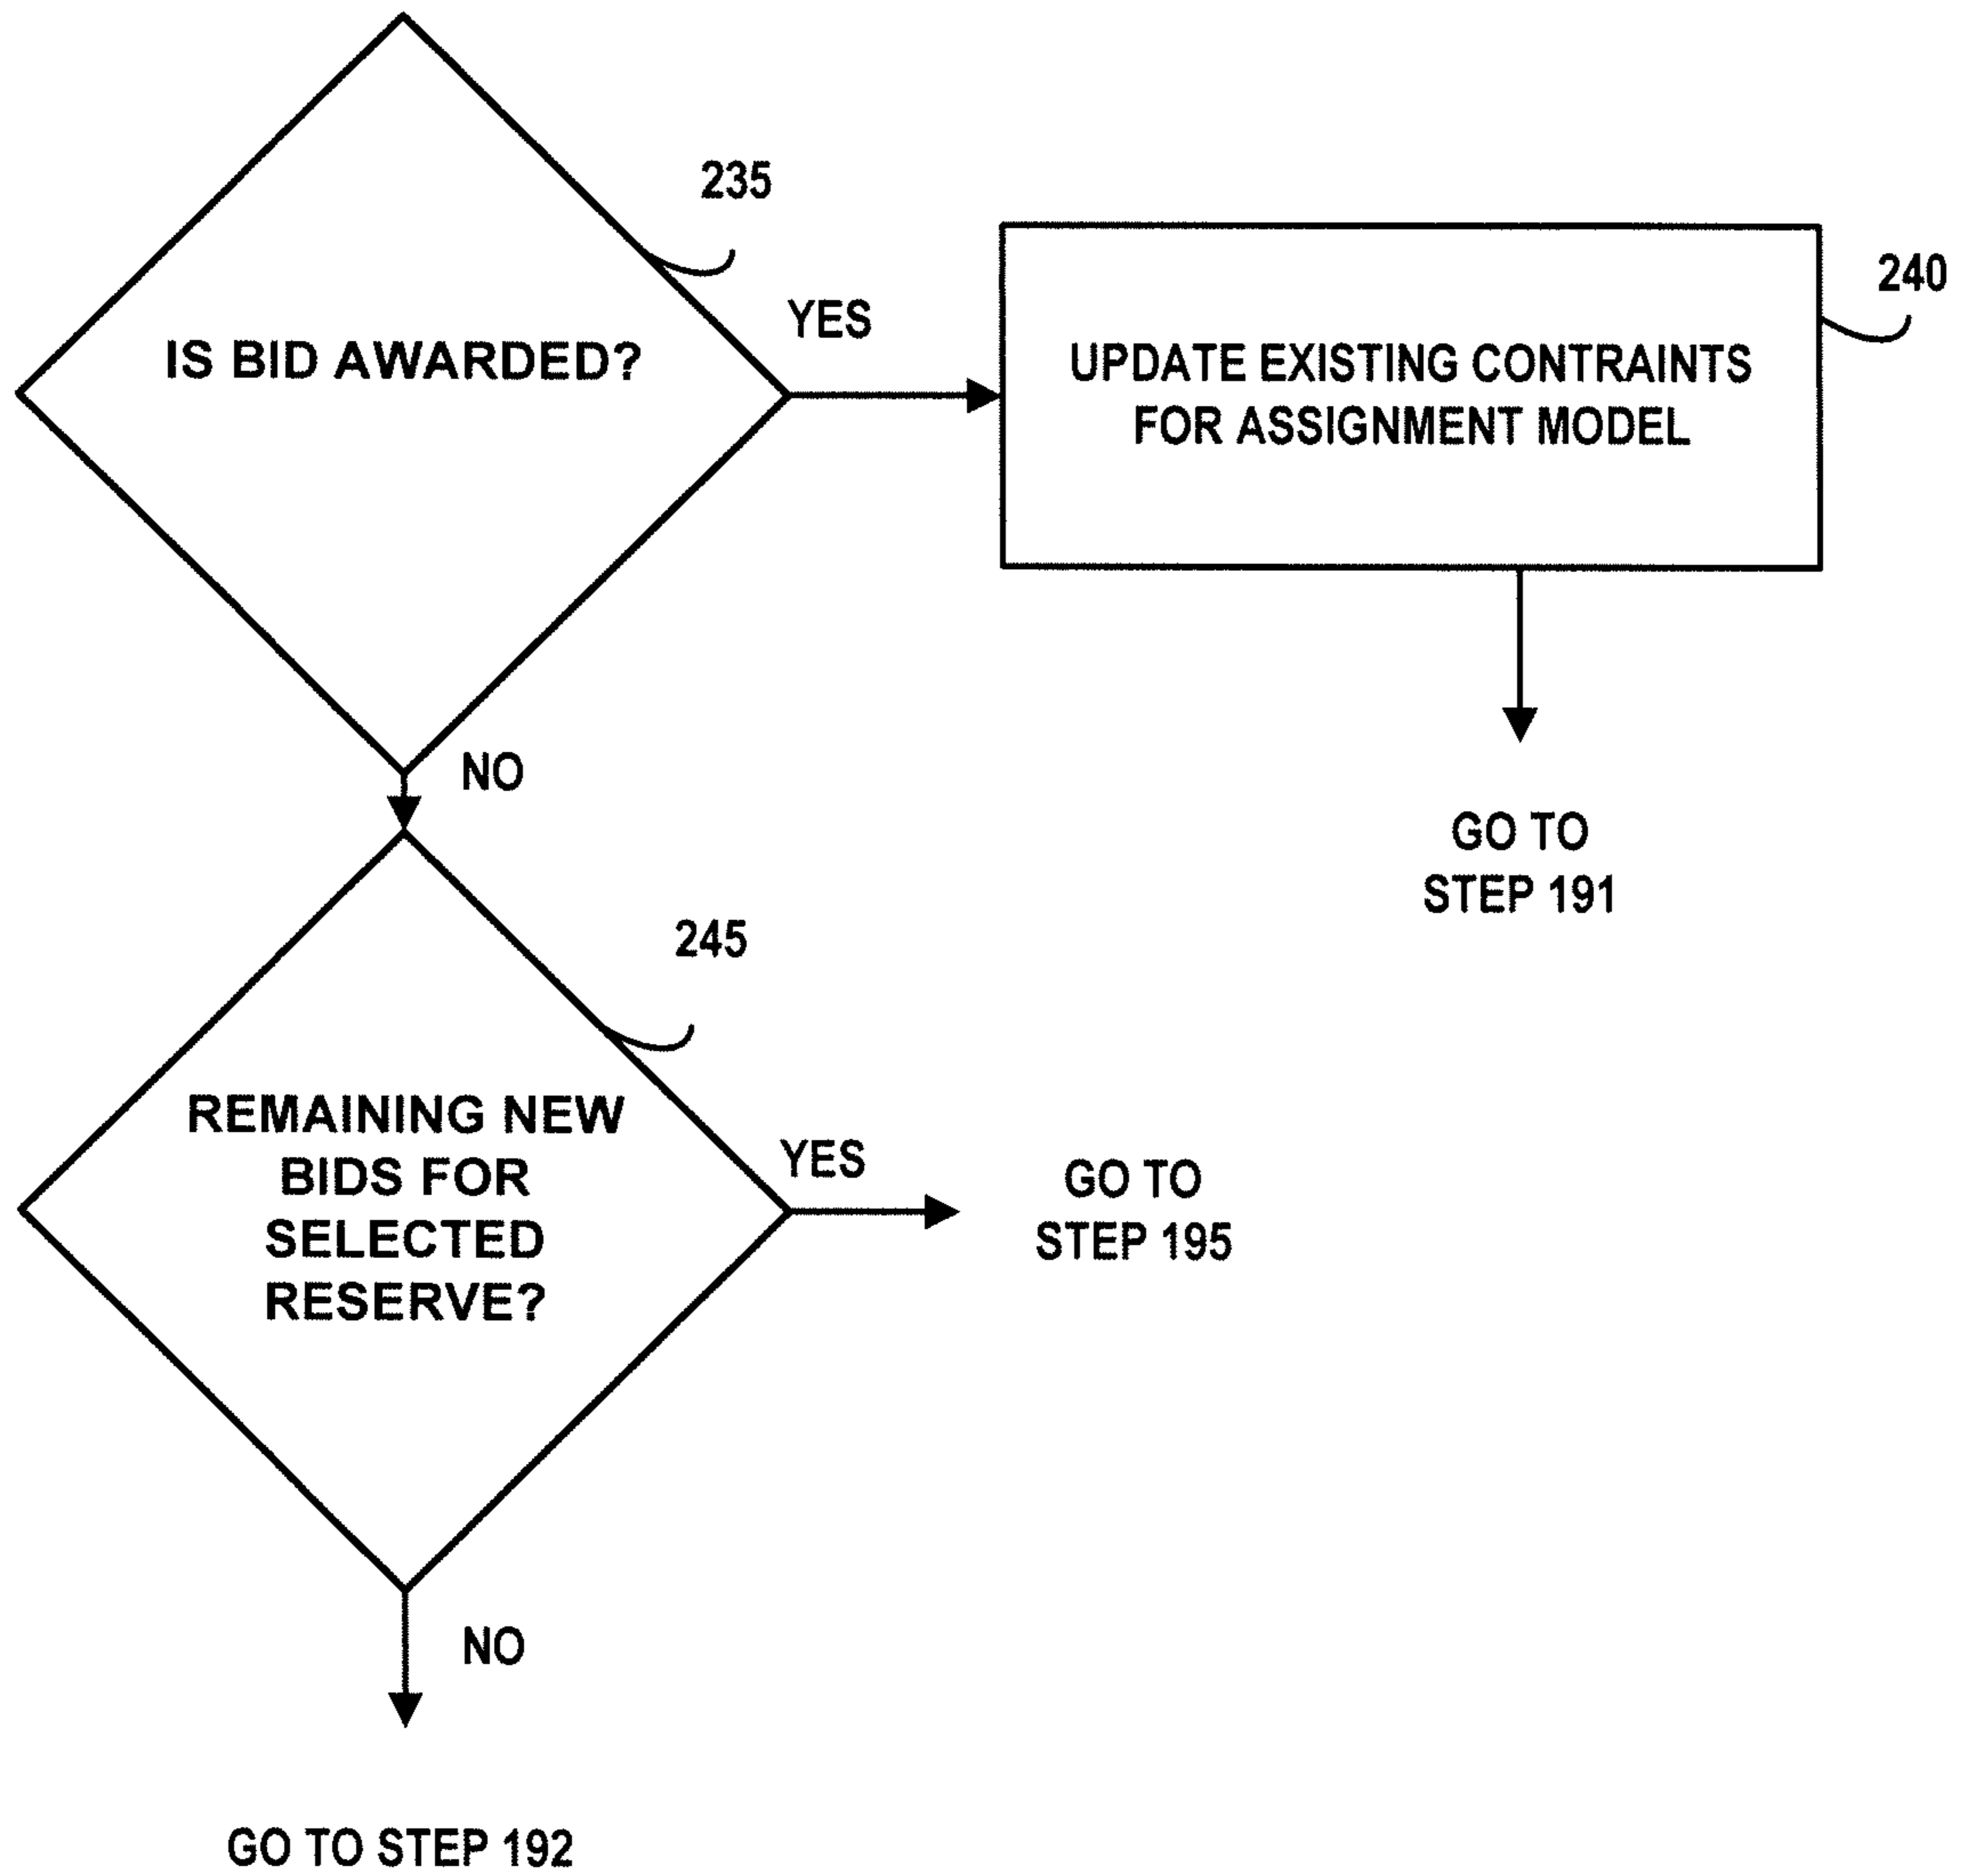 235
IS BID AWARDED?
YES
240
UPDATE EXISTING CONTRAINTS
FOR ASSIGNMENT MODEL
NO
GO TO
STEP 191
245
REMAINING NEW
BIDS FOR
SELECTED
RESERVE?
YES
GO TO
STEP 195
NO
GO TO STEP 192